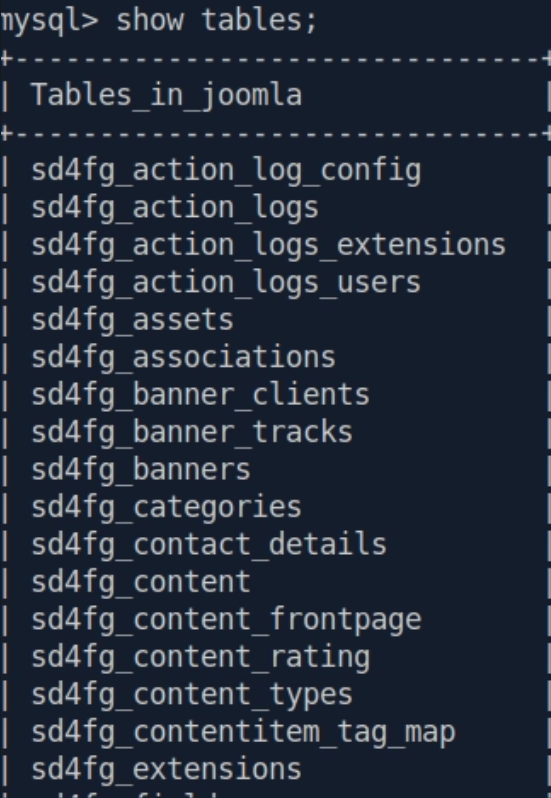 mysql> show tables;
+-------------------------------+
| Tables_in_joomla |
+-------------------------------+
| sd4fg_action_log_config |
| sd4fg_action_logs |
| sd4fg_action_logs_extensions |
| sd4fg_action_logs_users |
| sd4fg_assets |
| sd4fg_associations |
| sd4fg_banner_clients |
| sd4fg_banner_tracks |
| sd4fg_banners |
| sd4fg_categories |
| sd4fg_contact_details |
| sd4fg_content |
| sd4fg_content_frontpage |
| sd4fg_content_rating |
| sd4fg_content_types |
| sd4fg_contentitem_tag_map |
| sd4fg_extensions |